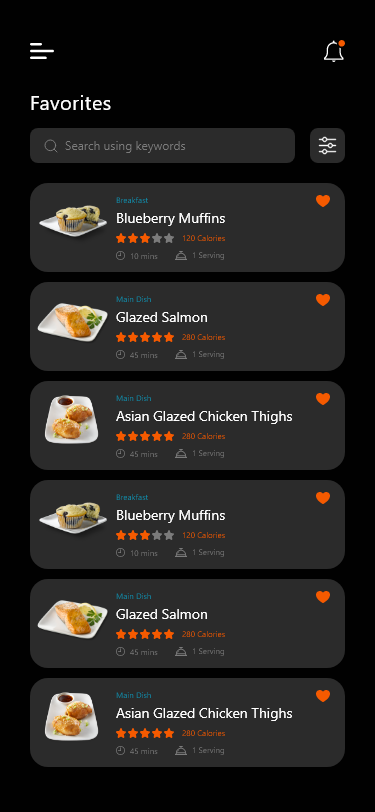 Favorites
Search using keywords
Breakfast
Blueberry Muffins
120 Calories
10 mins 1 Serving
Main Dish
Glazed Salmon
280 Calories
45 mins 1 Serving
Main Dish
Asian Glazed Chicken Thighs
280 Calories
45 mins 1 Serving
Breakfast
Blueberry Muffins
120 Calories
10 mins 1 Serving
Main Dish
Glazed Salmon
280 Calories
45 mins 1 Serving
Main Dish
Asian Glazed Chicken Thighs
280 Calories
45 mins 1 Serving